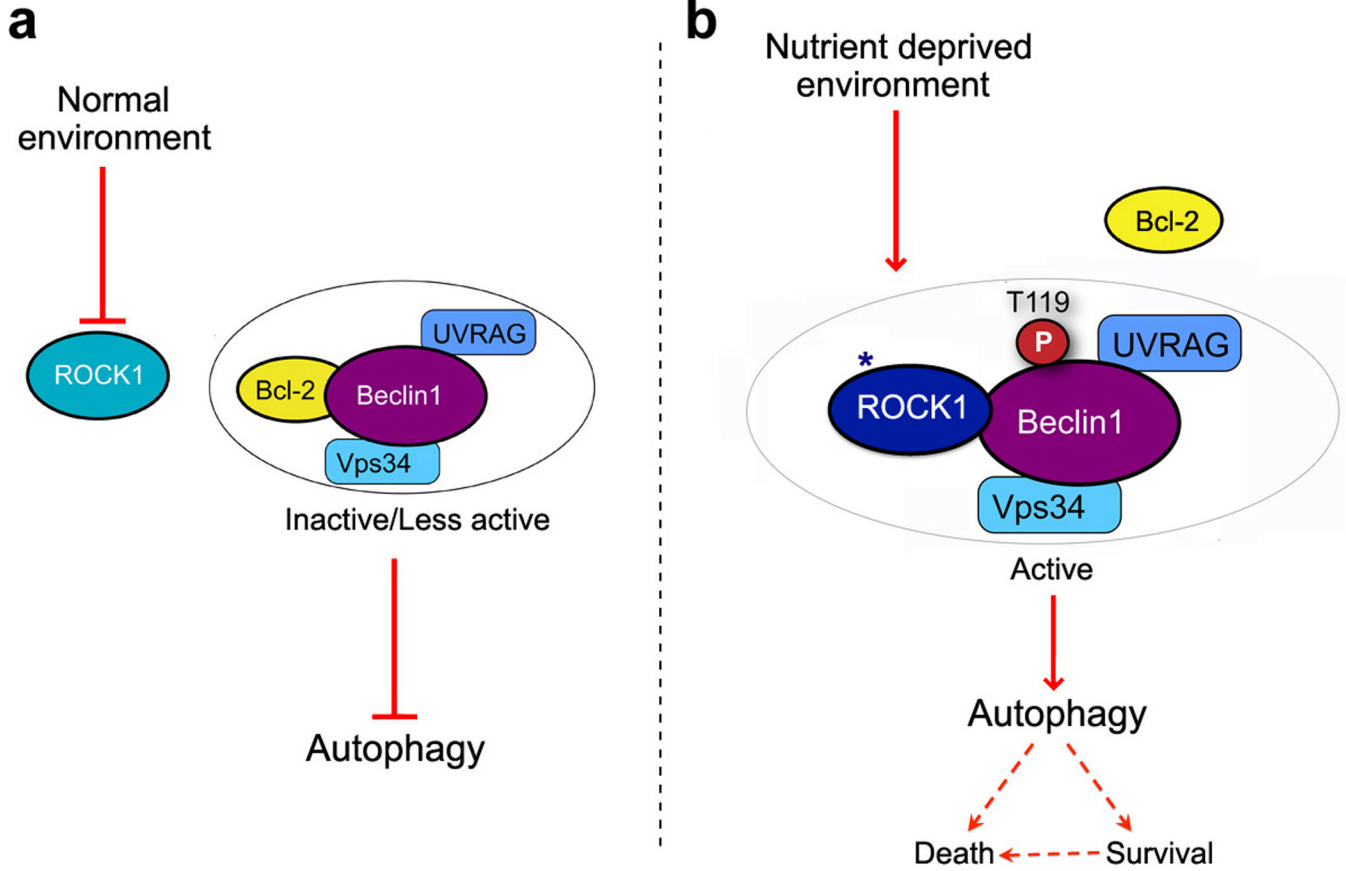 a
Normal
environment
ROCK1
UVRAG
Bcl-2
Beclin1
Vps34
Inactive/Less active
Autophagy
b
Nutrient deprived
environment
Bcl-2
T119
P
UVRAG
*
ROCK1
Beclin1
Vps34
Active
Autophagy
Death
Survival